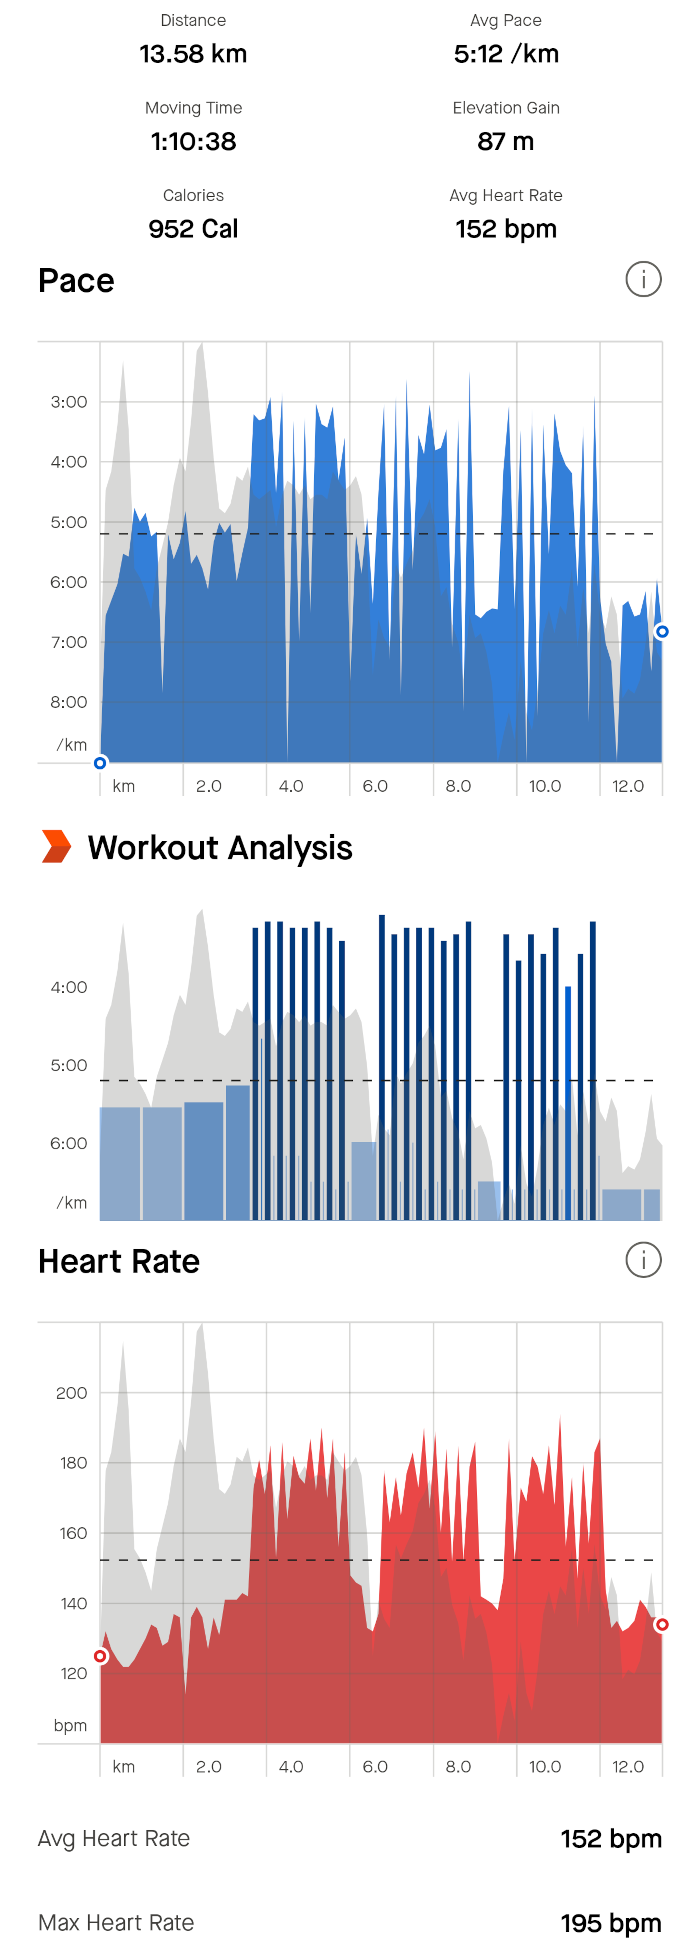 Distance Avg Pace
13.58 km 5:12 /km
Moving Time Elevation Gain
1:10:38 87 m
Calories Avg Heart Rate
952 Cal 152 bpm
Pace
3:00
4:00
5:00
6:00
7:00
8:00
/km
km 2.0 4.0 6.0 8.0 10.0 12.0
Workout Analysis
4:00
5:00
6:00
/km
Heart Rate
200
180
160
140
120
bpm
km 2.0 4.0 6.0 8.0 10.0 12.0
Avg Heart Rate 152 bpm
Max Heart Rate 195 bpm